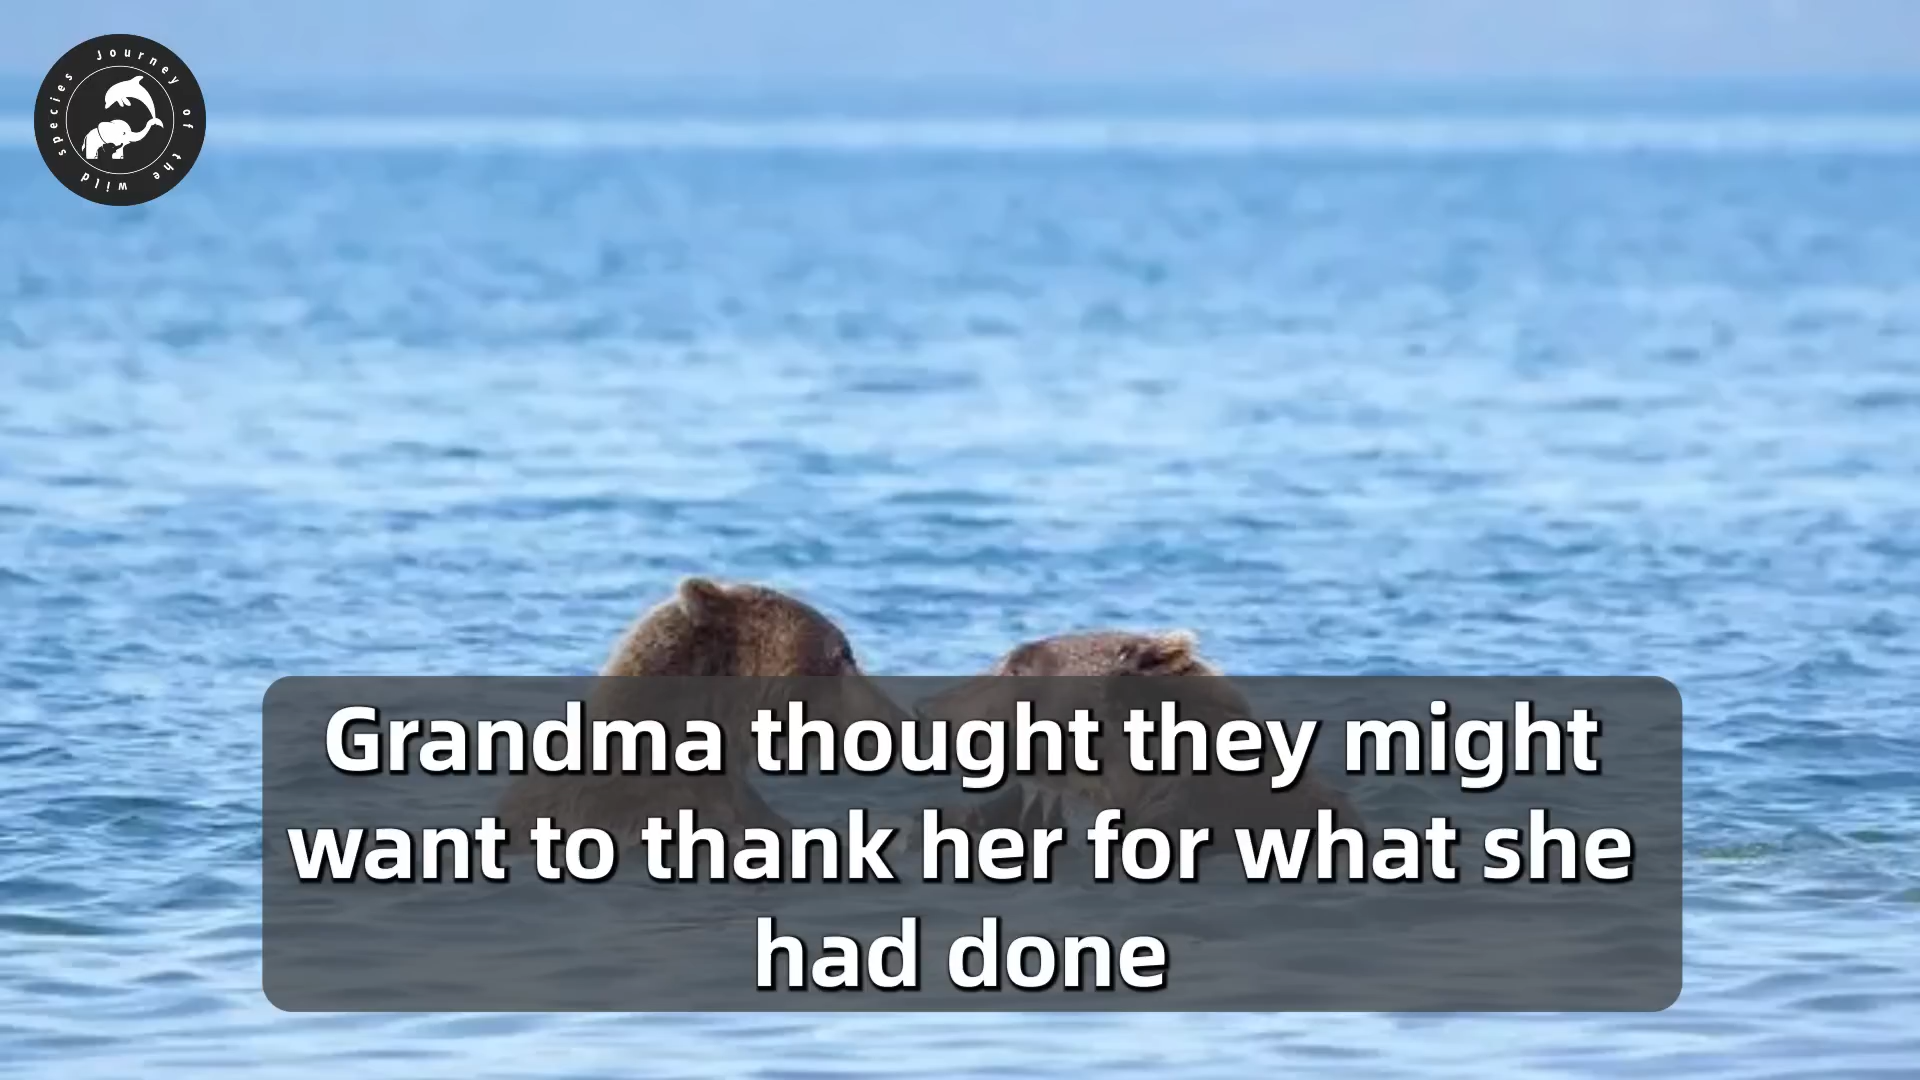 Journey of the wild species
Grandma thought they might
want to thank her for what she
had done